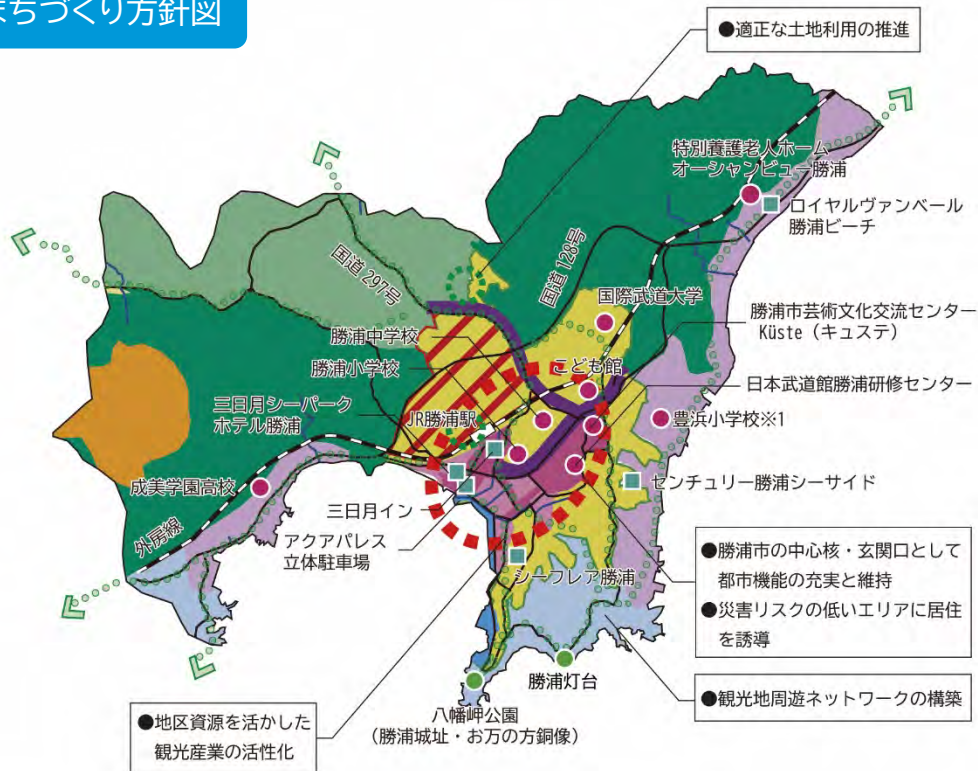 まちづくり方針図
●適正な土地利用の推進
特別養護老人ホーム
オーシャンビュー勝浦
ロイヤルヴァンベール
勝浦ビーチ
国道 297号
国道 128号
国際武道大学
勝浦市芸術文化交流センター
Küste（キュステ）
勝浦中学校
こども館
勝浦小学校
日本武道館勝浦研修センター
三日月シーパーク
ホテル勝浦
JR勝浦駅
豊浜小学校※1
成美学園高校
センチュリー勝浦シーサイド
三日月イン
外房線
アクアパレス
立体駐車場
シーフレア勝浦
●勝浦市の中心核・玄関口として
都市機能の充実と維持
●災害リスクの低いエリアに居住
を誘導
勝浦灯台
●観光地周遊ネットワークの構築
八幡岬公園
（勝浦城址・お万の方銅像）
●地区資源を活かした
観光産業の活性化